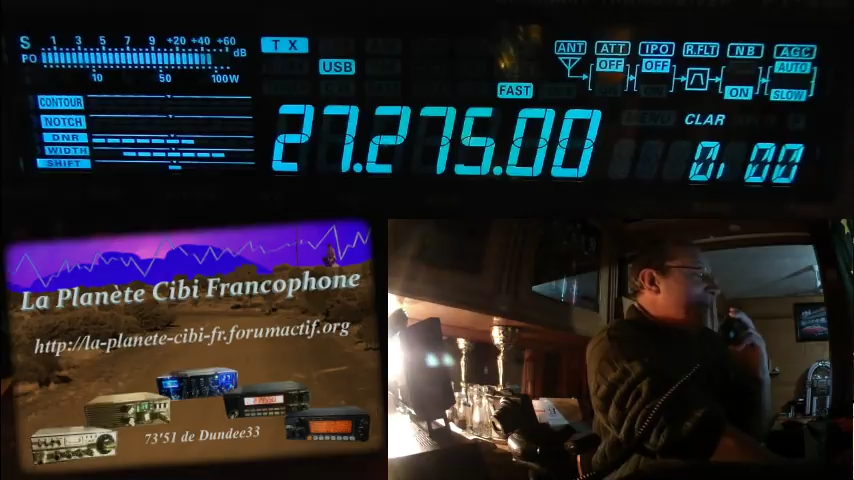 S 1 3 5 7 9 +20 +40 +60 dB
PO 10 50 100W
TX
USB
FAST
ANT ATT IPO R.FLT NB AGC
OFF OFF AUTO
ON SLOW
CONTOUR
NOTCH
DNR
WIDTH
SHIFT
27.275.00
CLAR
0.00
La Planète Cibi Francophone
http://la-planete-cibi-fr.forumactif.org
73'51 de Dundee33